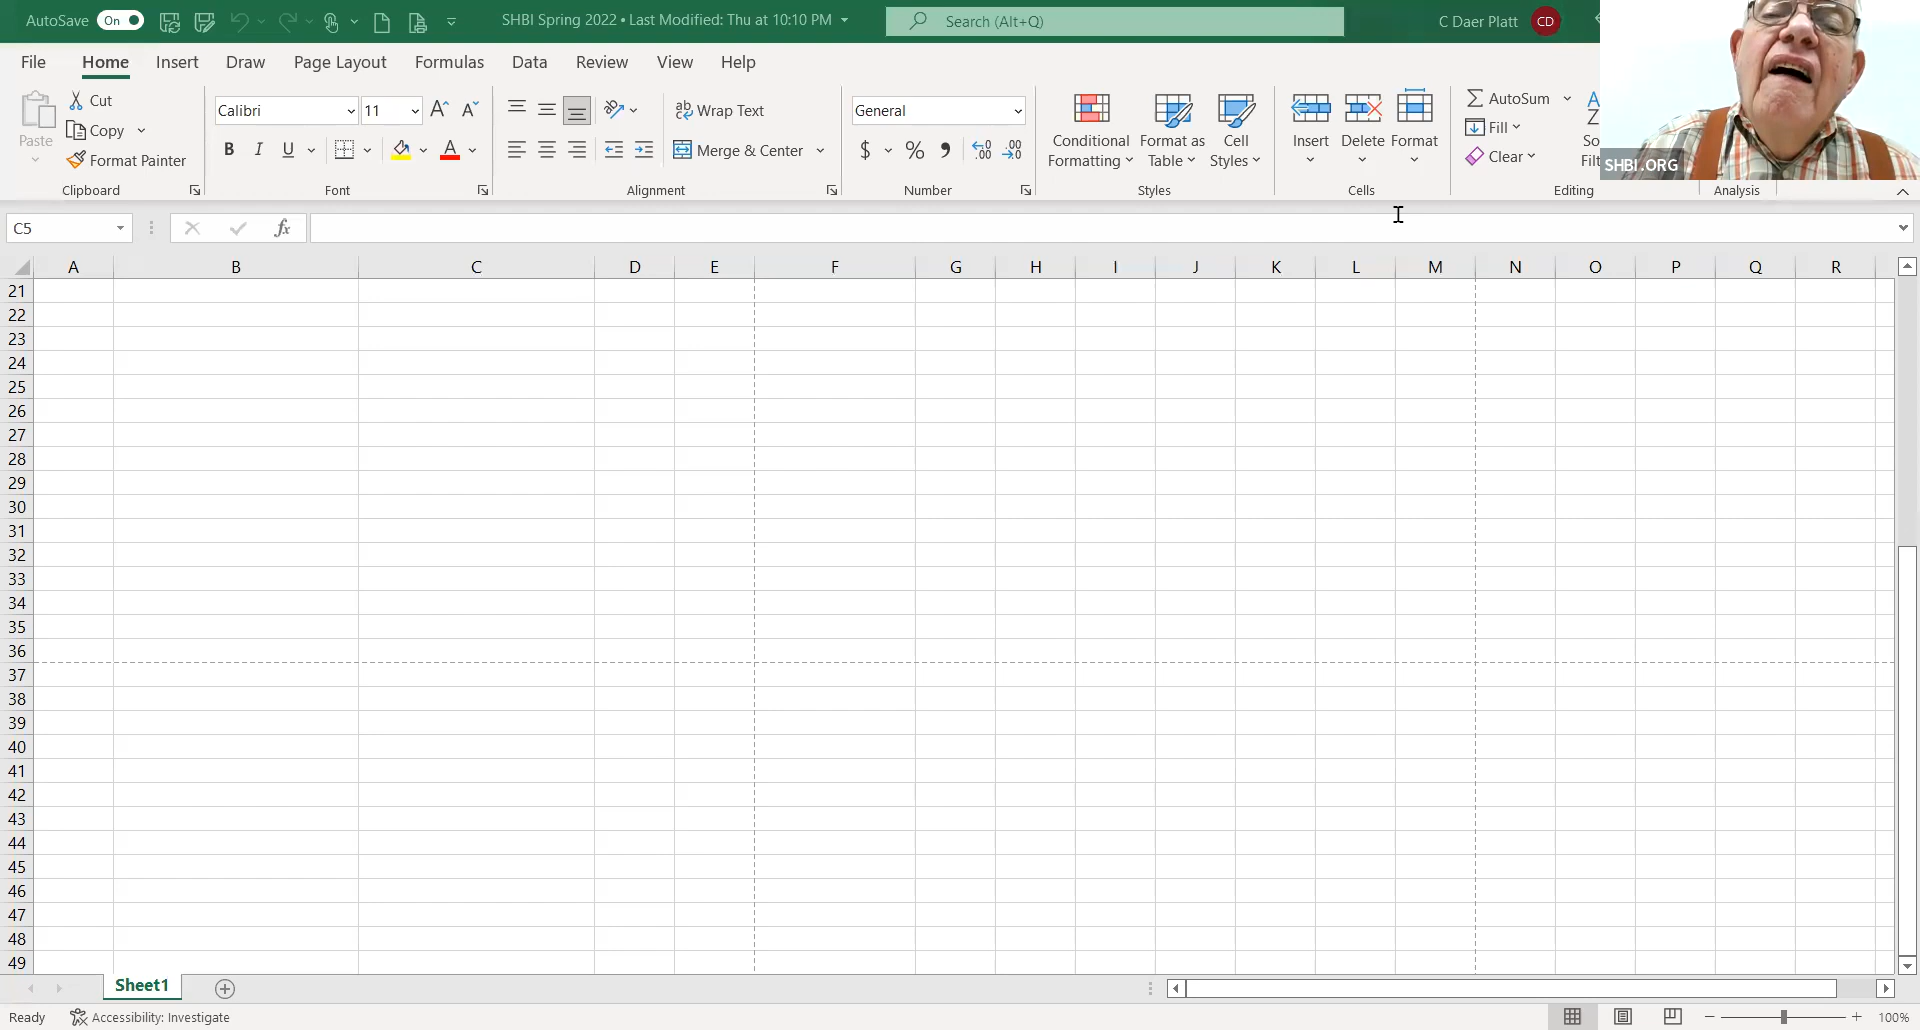 AutoSave On SHBI Spring 2022 • Last Modified: Thu at 10:10 PM Search (Alt+Q) C Daer Platt CD
File Home Insert Draw Page Layout Formulas Data Review View Help
Paste Cut Copy Format Painter Clipboard
Calibri 11 B I U A Font
Wrap Text Merge & Center Alignment
General $ % Number
Conditional Formatting Format as Table Cell Styles Styles
Insert Delete Format Cells
AutoSum Fill Clear Editing Analysis
SHBI.ORG
C5 fx
A B C D E F G H I J K L M N O P Q R
21
22
23
24
25
26
27
28
29
30
31
32
33
34
35
36
37
38
39
40
41
42
43
44
45
46
47
48
49
Sheet1
Ready Accessibility: Investigate 100%